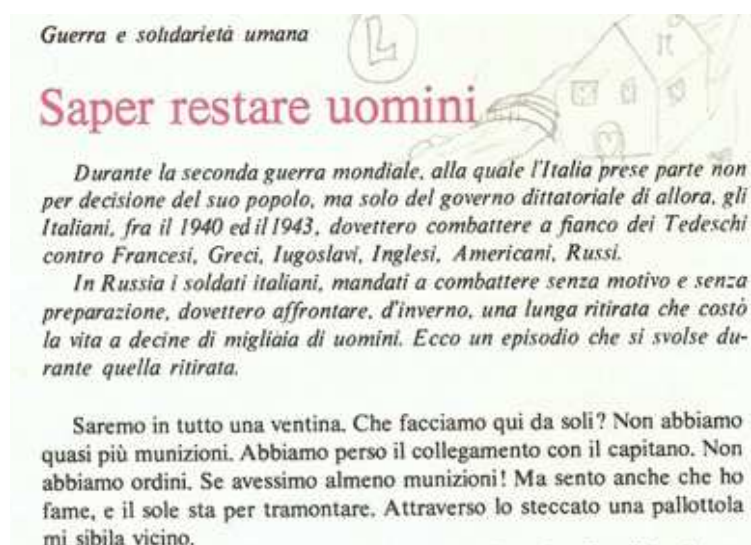 Guerra e solidarietà umana
L
Saper restare uomini
Durante la seconda guerra mondiale, alla quale l'Italia prese parte non
per decisione del suo popolo, ma solo del governo dittatoriale di allora, gli
Italiani, fra il 1940 ed il 1943, dovettero combattere a fianco dei Tedeschi
contro Francesi, Greci, Iugoslavi, Inglesi, Americani, Russi.
In Russia i soldati italiani, mandati a combattere senza motivo e senza
preparazione, dovettero affrontare, d'inverno, una lunga ritirata che costò
la vita a decine di migliaia di uomini. Ecco un episodio che si svolse du-
rante quella ritirata.
Saremo in tutto una ventina. Che facciamo qui da soli? Non abbiamo
quasi più munizioni. Abbiamo perso il collegamento con il capitano. Non
abbiamo ordini. Se avessimo almeno munizioni! Ma sento anche che ho
fame, e il sole sta per tramontare. Attraverso lo steccato una pallottola
mi sibila vicino.